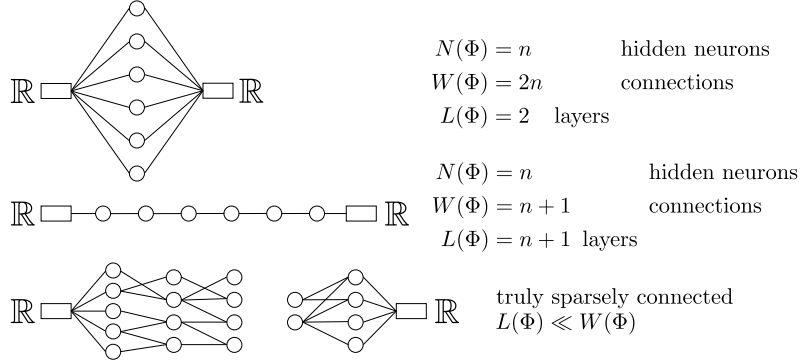 ℝ ℝ
N(Φ) = n hidden neurons
W(Φ) = 2n connections
L(Φ) = 2 layers
ℝ ℝ
N(Φ) = n hidden neurons
W(Φ) = n + 1 connections
L(Φ) = n + 1 layers
ℝ ℝ
truly sparsely connected
L(Φ) ≪ W(Φ)